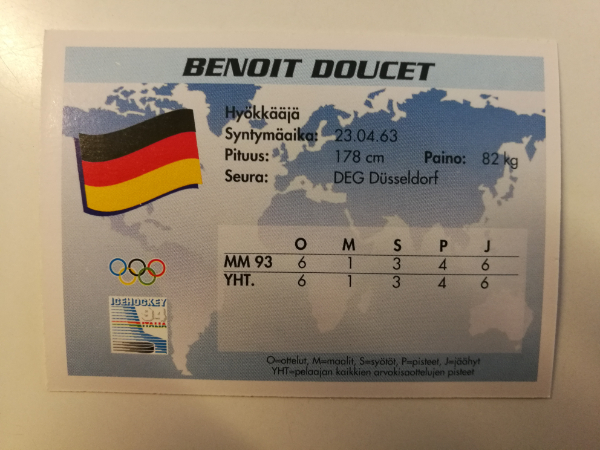 BENOIT DOUCET
Hyökkääjä
Syntymäaika: 23.04.63
Pituus: 178 cm Paino: 82 kg
Seura: DEG Düsseldorf
O M S P J
MM 93 6 1 3 4 6
YHT. 6 1 3 4 6
ICEHOCKEY
95
ITALIA
O=ottelut, M=maalit, S=syötöt, P=pisteet, J=jäähyt
YHT=pelaajan kaikkien arvokisaottelujen pisteet